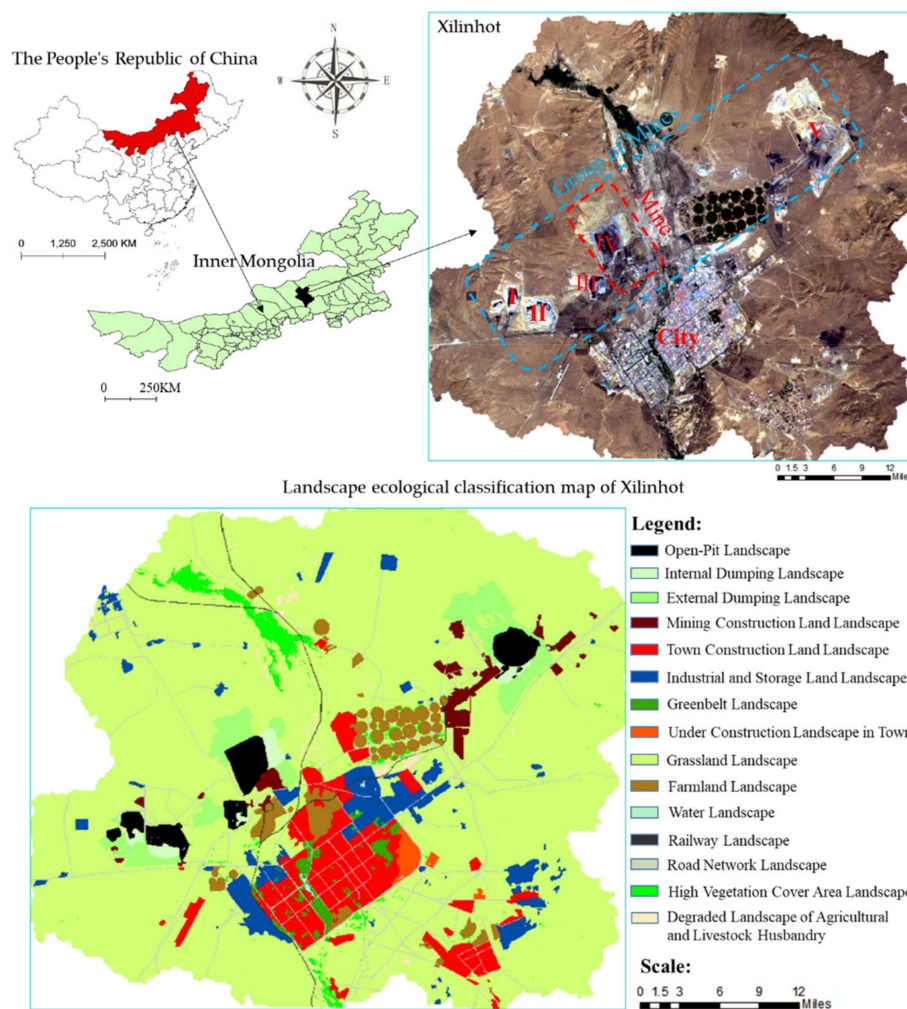 The People's Republic of China
N
W
E
S
0 1,250 2,500 KM
Inner Mongolia
0 250KM
Xilinhot
Group of Mines
Mine
V
IV
III
I
II
City
0 1.5 3 6 9 12
Miles
Landscape ecological classification map of Xilinhot
Legend:
Open-Pit Landscape
Internal Dumping Landscape
External Dumping Landscape
Mining Construction Land Landscape
Town Construction Land Landscape
Industrial and Storage Land Landscape
Greenbelt Landscape
Under Construction Landscape in Town
Grassland Landscape
Farmland Landscape
Water Landscape
Railway Landscape
Road Network Landscape
High Vegetation Cover Area Landscape
Degraded Landscape of Agricultural
and Livestock Husbandry
Scale:
0 1.5 3 6 9 12
Miles